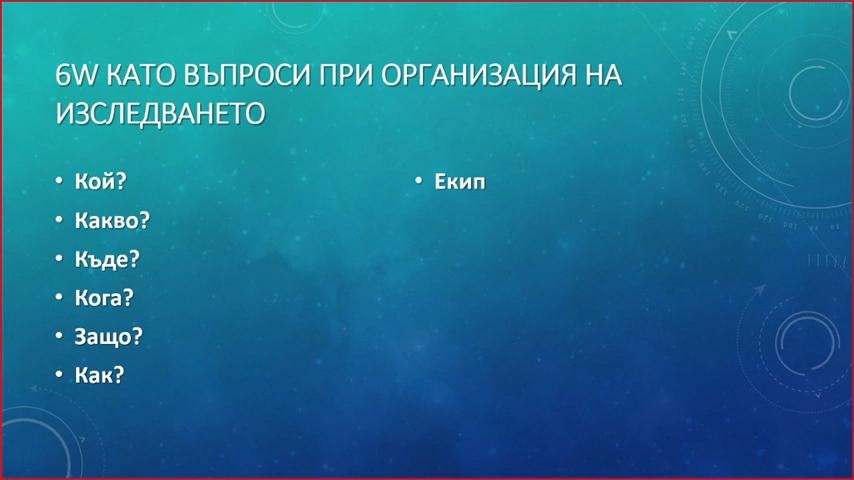 6W КАТО ВЪПРОСИ ПРИ ОРГАНИЗАЦИЯ НА
ИЗСЛЕДВАНЕТО
• Кой?
• Какво?
• Къде?
• Кога?
• Защо?
• Как?
• Екип